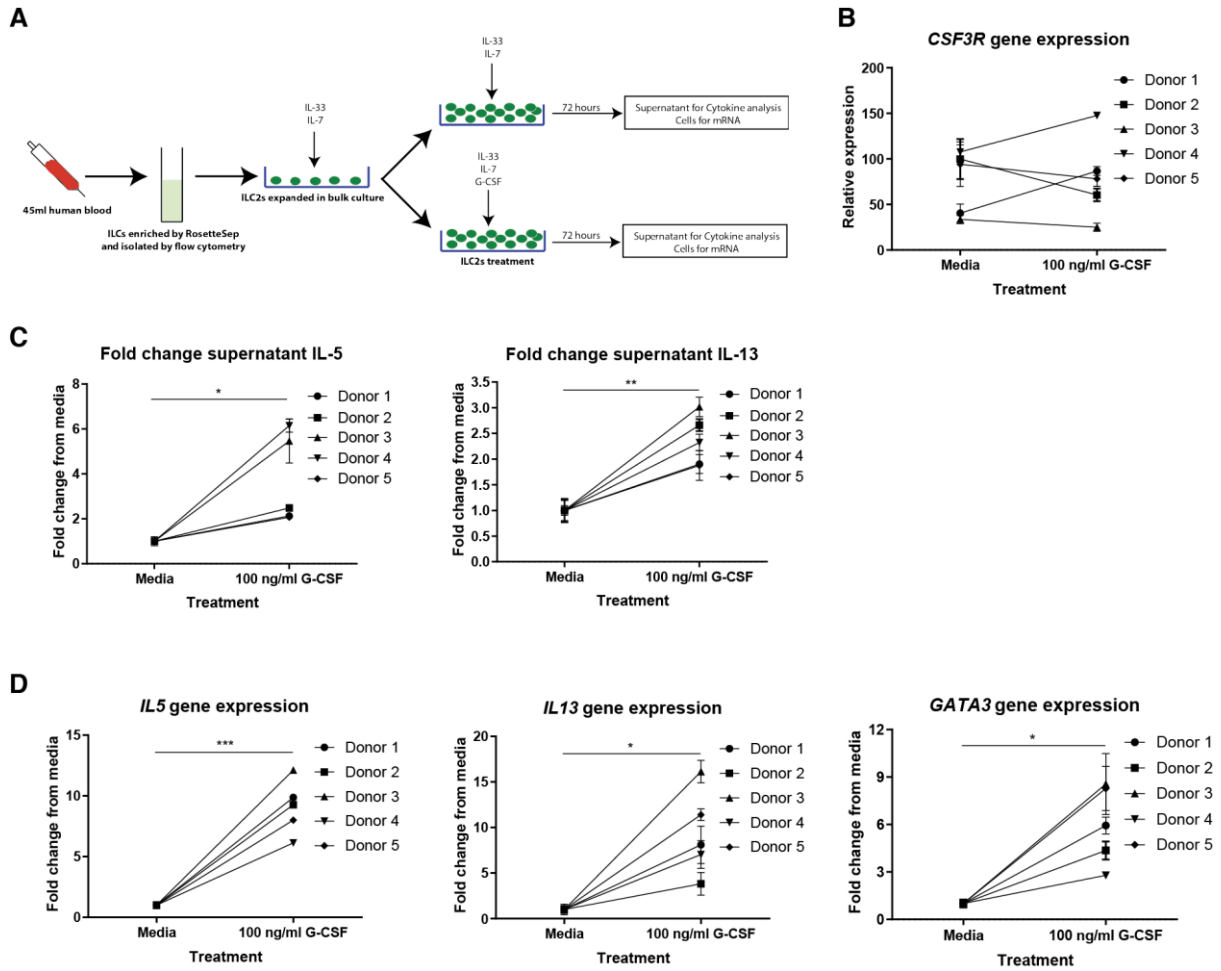 A
45ml human blood
ILCs enriched by RosetteSep
and isolated by flow cytometry
IL-33
IL-7
ILC2s expanded in bulk culture
IL-33
IL-7
72 hours
Supernatant for Cytokine analysis
Cells for mRNA
IL-33
IL-7
G-CSF
72 hours
Supernatant for Cytokine analysis
Cells for mRNA
ILC2s treatment
B
CSF3R gene expression
Relative expression
200
150
100
50
0
Media
100 ng/ml G-CSF
Treatment
Donor 1
Donor 2
Donor 3
Donor 4
Donor 5
C
Fold change supernatant IL-5
Fold change from media
8
6
4
2
0
*
Media
100 ng/ml G-CSF
Treatment
Donor 1
Donor 2
Donor 3
Donor 4
Donor 5
Fold change supernatant IL-13
Fold change from media
3.5
3.0
2.5
2.0
1.5
1.0
0.5
0.0
**
Media
100 ng/ml G-CSF
Treatment
Donor 1
Donor 2
Donor 3
Donor 4
Donor 5
D
IL5 gene expression
Fold change from media
15
10
5
0
***
Media
100 ng/ml G-CSF
Treatment
Donor 1
Donor 2
Donor 3
Donor 4
Donor 5
IL13 gene expression
Fold change from media
20
15
10
5
0
*
Media
100 ng/ml G-CSF
Treatment
Donor 1
Donor 2
Donor 3
Donor 4
Donor 5
GATA3 gene expression
Fold change from media
12
9
6
3
0
*
Media
100 ng/ml G-CSF
Treatment
Donor 1
Donor 2
Donor 3
Donor 4
Donor 5